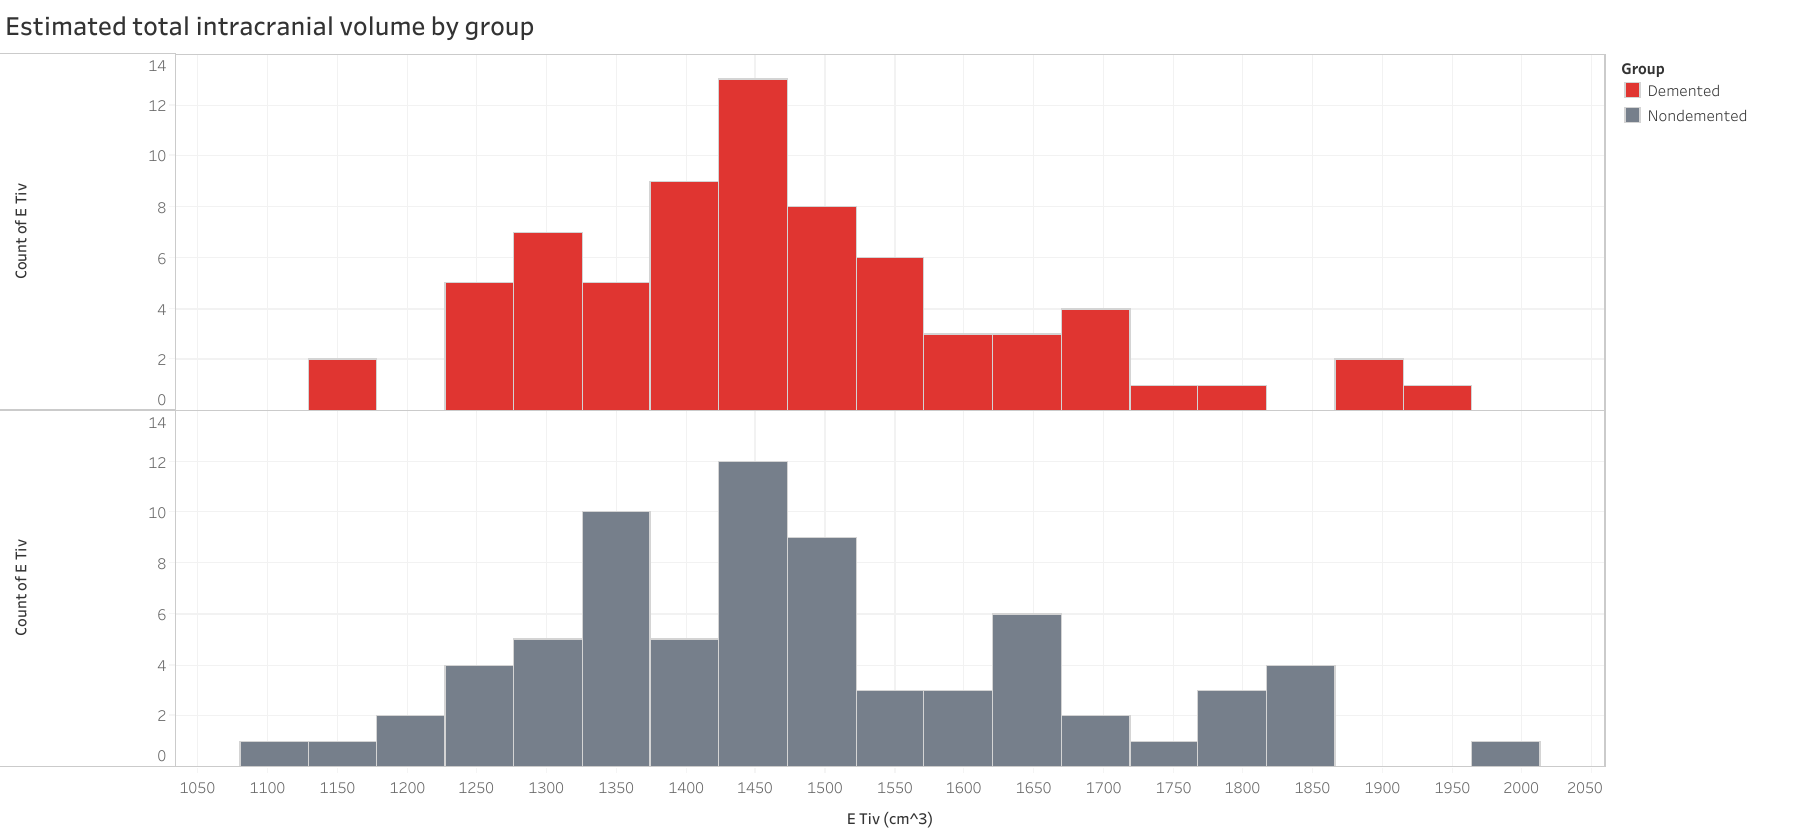 Estimated total intracranial volume by group
Group
Demented
Nondemented
Count of E Tiv
14
12
10
8
6
4
2
0
Count of E Tiv
14
12
10
8
6
4
2
0
1050 1100 1150 1200 1250 1300 1350 1400 1450 1500 1550 1600 1650 1700 1750 1800 1850 1900 1950 2000 2050
E Tiv (cm^3)